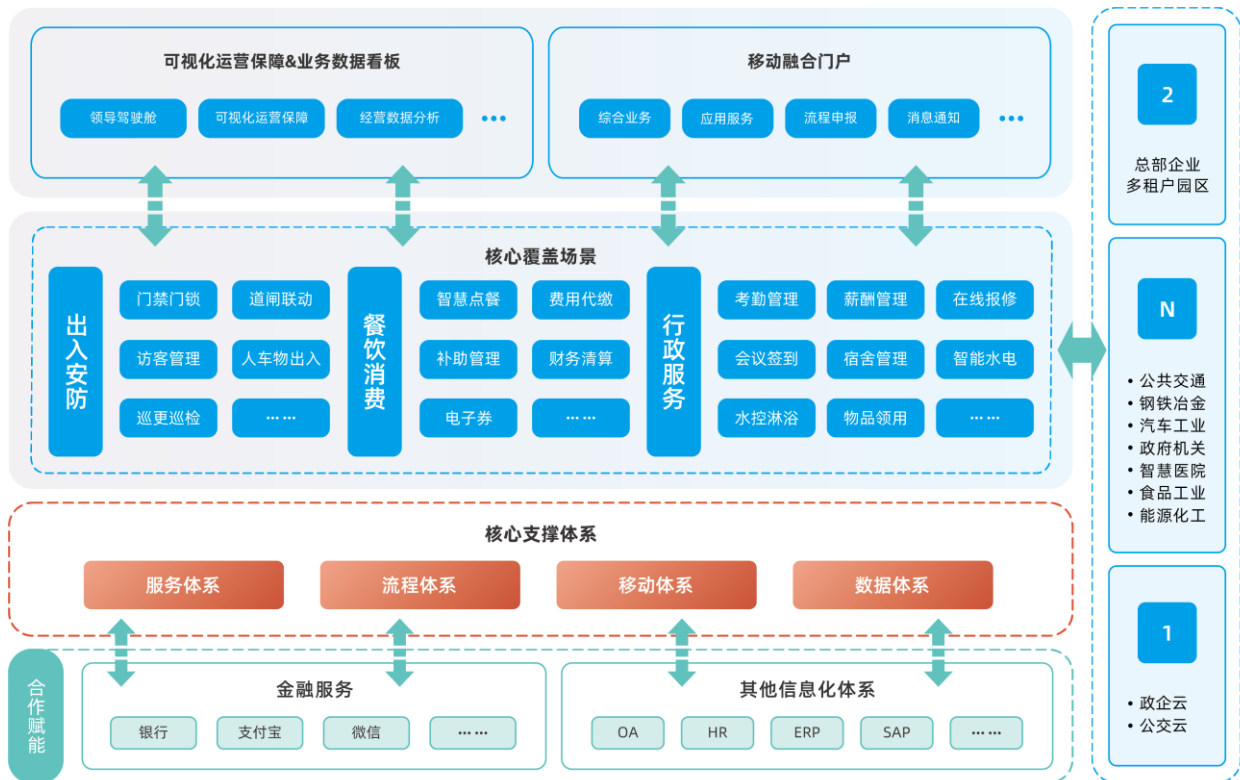 可视化运营保障&业务数据看板
领导驾驶舱
可视化运营保障
经营数据分析
•••
移动融合门户
综合业务
应用服务
流程申报
消息通知
•••
核心覆盖场景
出入安防
门禁门锁
道闸联动
访客管理
人车物出入
巡更巡检
……
餐饮消费
智慧点餐
费用代缴
补助管理
财务清算
电子券
……
行政服务
考勤管理
薪酬管理
在线报修
会议签到
宿舍管理
智能水电
水控淋浴
物品领用
……
核心支撑体系
服务体系
流程体系
移动体系
数据体系
合作赋能
金融服务
银行
支付宝
微信
……
其他信息化体系
OA
HR
ERP
SAP
……
2
总部企业
多租户园区
N
• 公共交通
• 钢铁冶金
• 汽车工业
• 政府机关
• 智慧医院
• 食品工业
• 能源化工
1
• 政企云
• 公交云